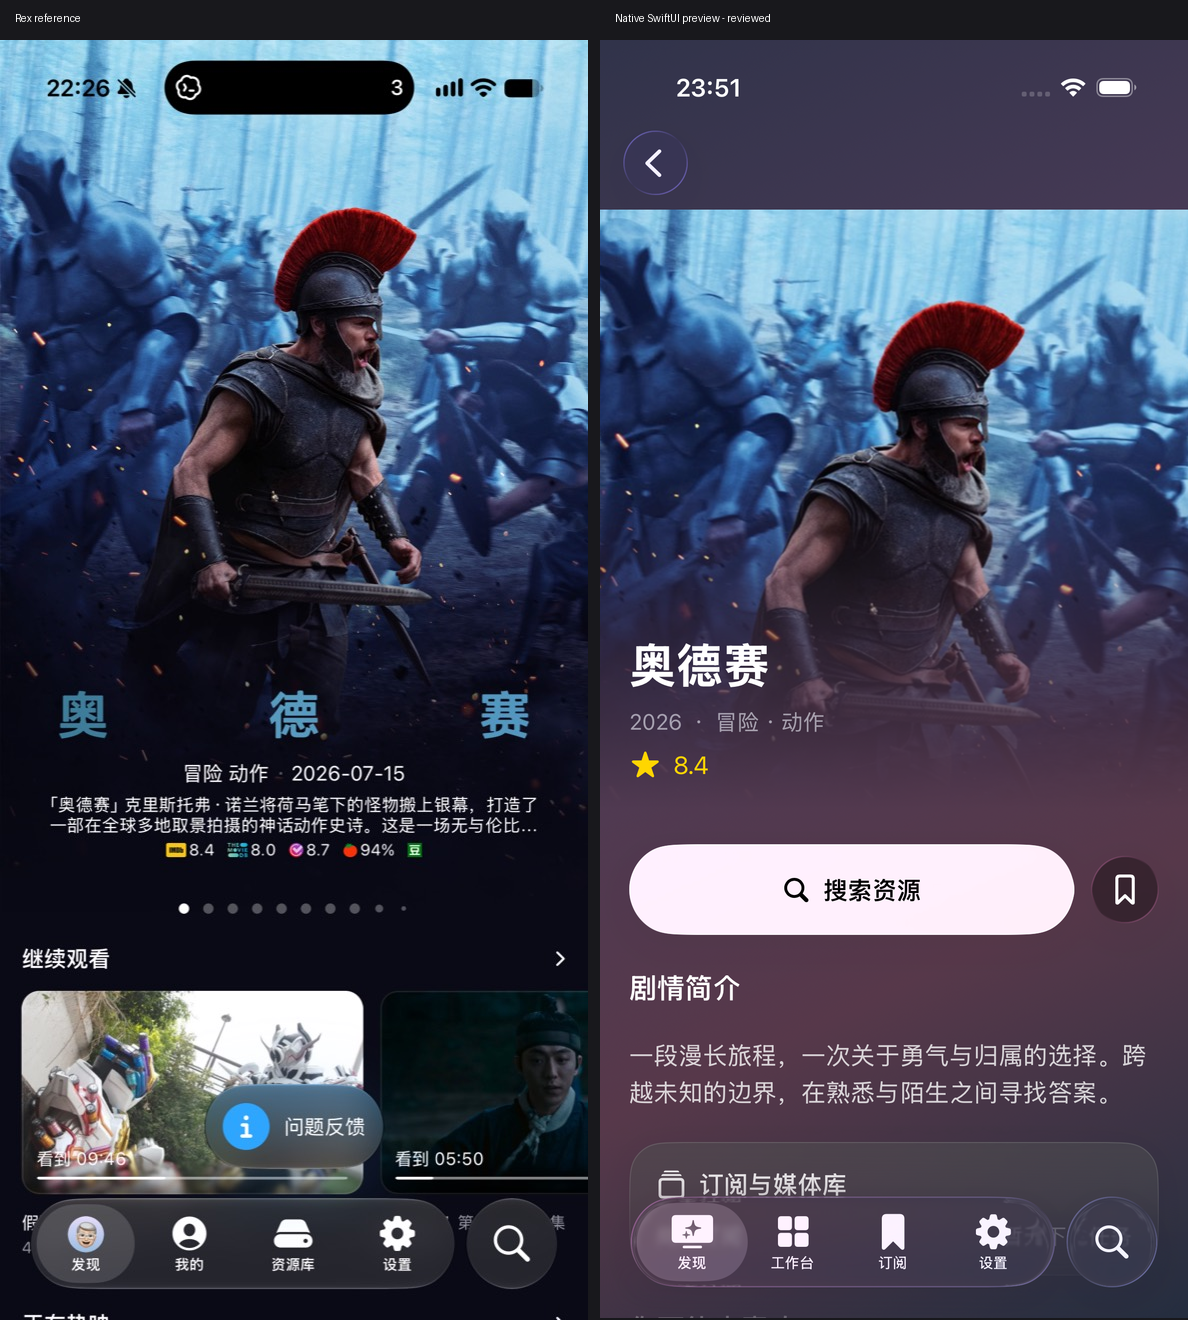 Rex reference
22:26
3
奥德赛
冒险 动作 · 2026-07-15
「奥德赛」克里斯托弗·诺兰将荷马笔下的怪物搬上银幕，打造了
一部在全球多地取景拍摄的神话动作史诗。这是一场无与伦比...
IMDb 8.4 THE MOVIE DB 8.0 8.7 94% 豆
继续观看
看到 09:46
看到 05:50
问题反馈
假
第
集
4
发现
我的
资源库
设置
Native SwiftUI preview - reviewed
23:51
奥德赛
2026 · 冒险 · 动作
8.4
搜索资源
剧情简介
一段漫长旅程，一次关于勇气与归属的选择。跨
越未知的边界，在熟悉与陌生之间寻找答案。
订阅与媒体库
下
发现
工作台
订阅
设置